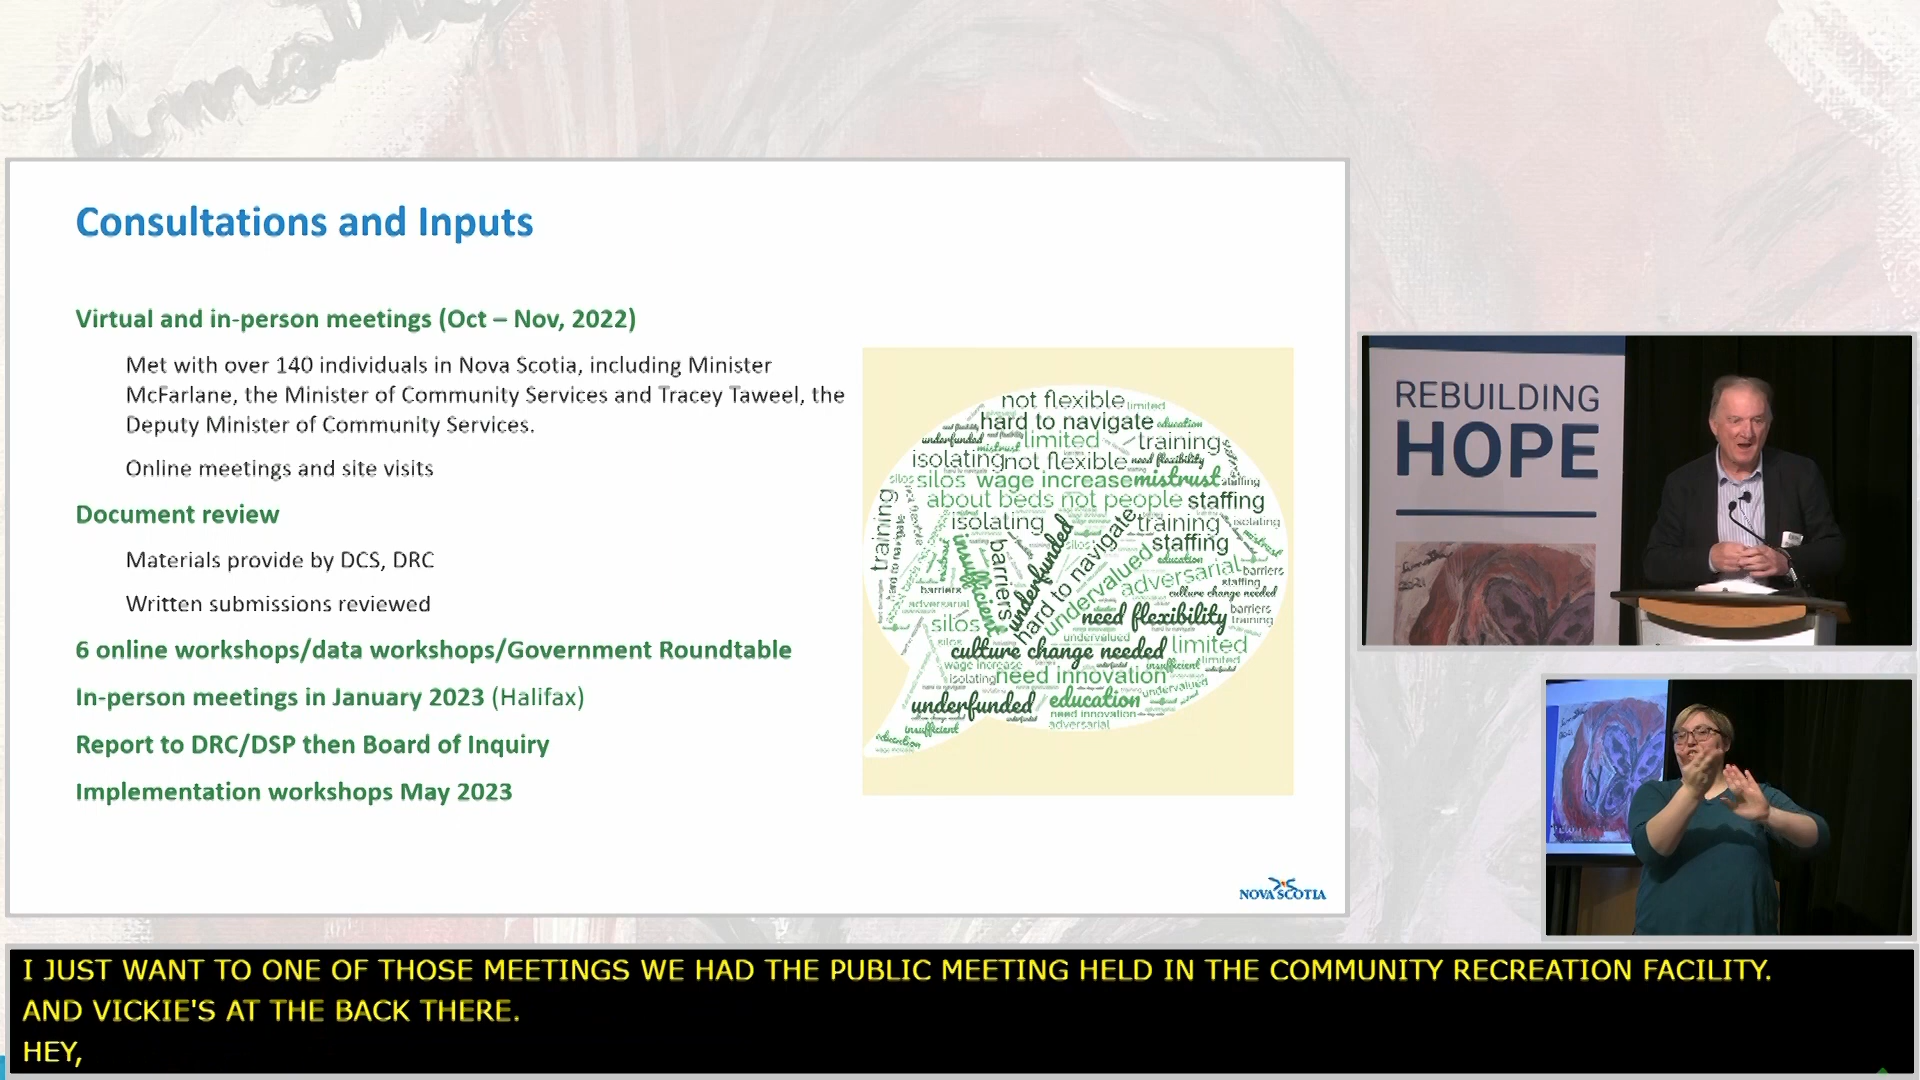 Consultations and Inputs
Virtual and in-person meetings (Oct – Nov, 2022)
Met with over 140 individuals in Nova Scotia, including Minister
McFarlane, the Minister of Community Services and Tracey Taweel, the
Deputy Minister of Community Services.
Online meetings and site visits
Document review
Materials provide by DCS, DRC
Written submissions reviewed
6 online workshops/data workshops/Government Roundtable
In-person meetings in January 2023 (Halifax)
Report to DRC/DSP then Board of Inquiry
Implementation workshops May 2023
not flexible
limited
hard to navigate
education
underfunded
limited
training
mistrust
isolating
not flexible
need flexibility
silos
silos
wage increase
mistrust
staffing
about beds not people
staffing
training
isolating
training
isolating
staffing
mistrust
barriers
underfunded
hard to navigate
insufficient
undervalued
education
adversarial
barriers
staffing
barriers
culture change needed
adversarial
need flexibility
barriers
training
silos
undervalued
silos
culture change needed
limited
wage increase
insufficient
limited
isolating
need innovation
undervalued
underfunded
education
need innovation
insufficient
adversarial
education
NOVA SCOTIA
REBUILDING
HOPE
I JUST WANT TO ONE OF THOSE MEETINGS WE HAD THE PUBLIC MEETING HELD IN THE COMMUNITY RECREATION FACILITY.
AND VICKIE'S AT THE BACK THERE.
HEY,